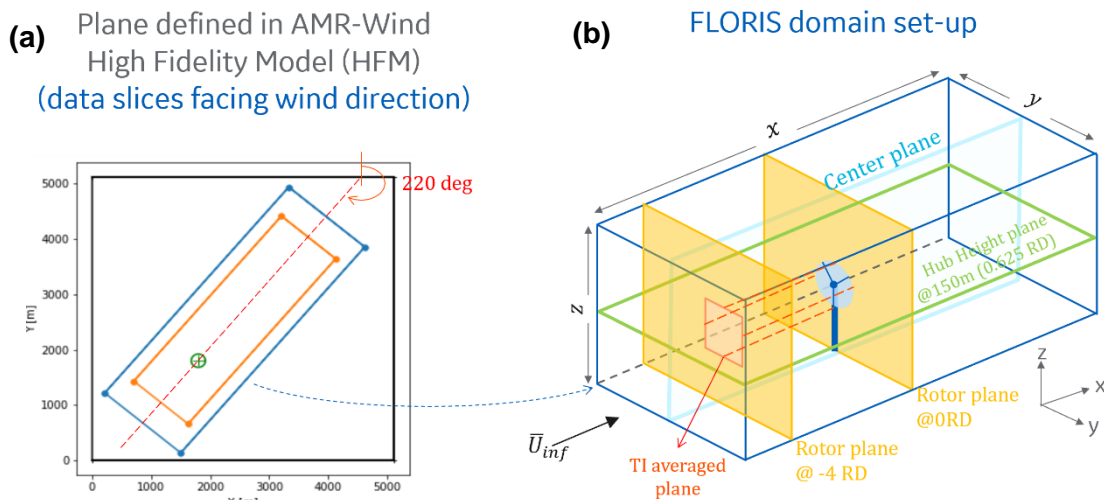 (a)
Plane defined in AMR-Wind
High Fidelity Model (HFM)
(data slices facing wind direction)
220 deg
5000
4000
3000
2000
1000
0
Y [m]
0
1000
2000
3000
4000
5000
(b)
FLORIS domain set-up
x
y
z
Center plane
Hub Height plane
@150m (0.625 RD)
Rotor plane
@0RD
Rotor plane
@ -4 RD
TI averaged
plane
U̅inf
z
x
y